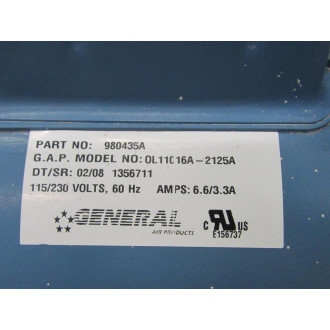 PART NO: 980435A
G.A.P. MODEL NO: OL11016A-2125A
DT/SR: 02/08 1356711
115/230 VOLTS, 60 Hz AMPS: 6.6/3.3A
GENERAL
AIR PRODUCTS
C RU US
E156737